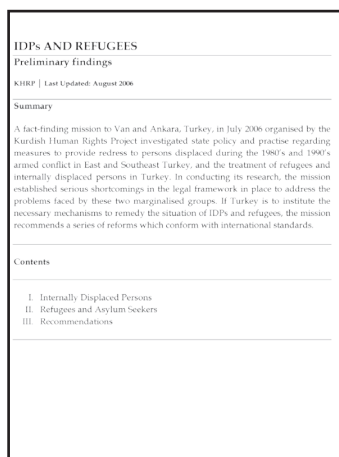 IDPs AND REFUGEES
Preliminary findings
KHRP | Last Updated: August 2006
Summary
A fact-finding mission to Van and Ankara, Turkey, in July 2006 organised by the
Kurdish Human Rights Project investigated state policy and practise regarding
measures to provide redress to persons displaced during the 1980's and 1990's
armed conflict in East and Southeast Turkey, and the treatment of refugees and
internally displaced persons in Turkey. In conducting its research, the mission
established serious shortcomings in the legal framework in place to address the
problems faced by these two marginalised groups. If Turkey is to institute the
necessary mechanisms to remedy the situation of IDPs and refugees, the mission
recommends a series of reforms which conform with international standards.
Contents
I. Internally Displaced Persons
II. Refugees and Asylum Seekers
III. Recommendations